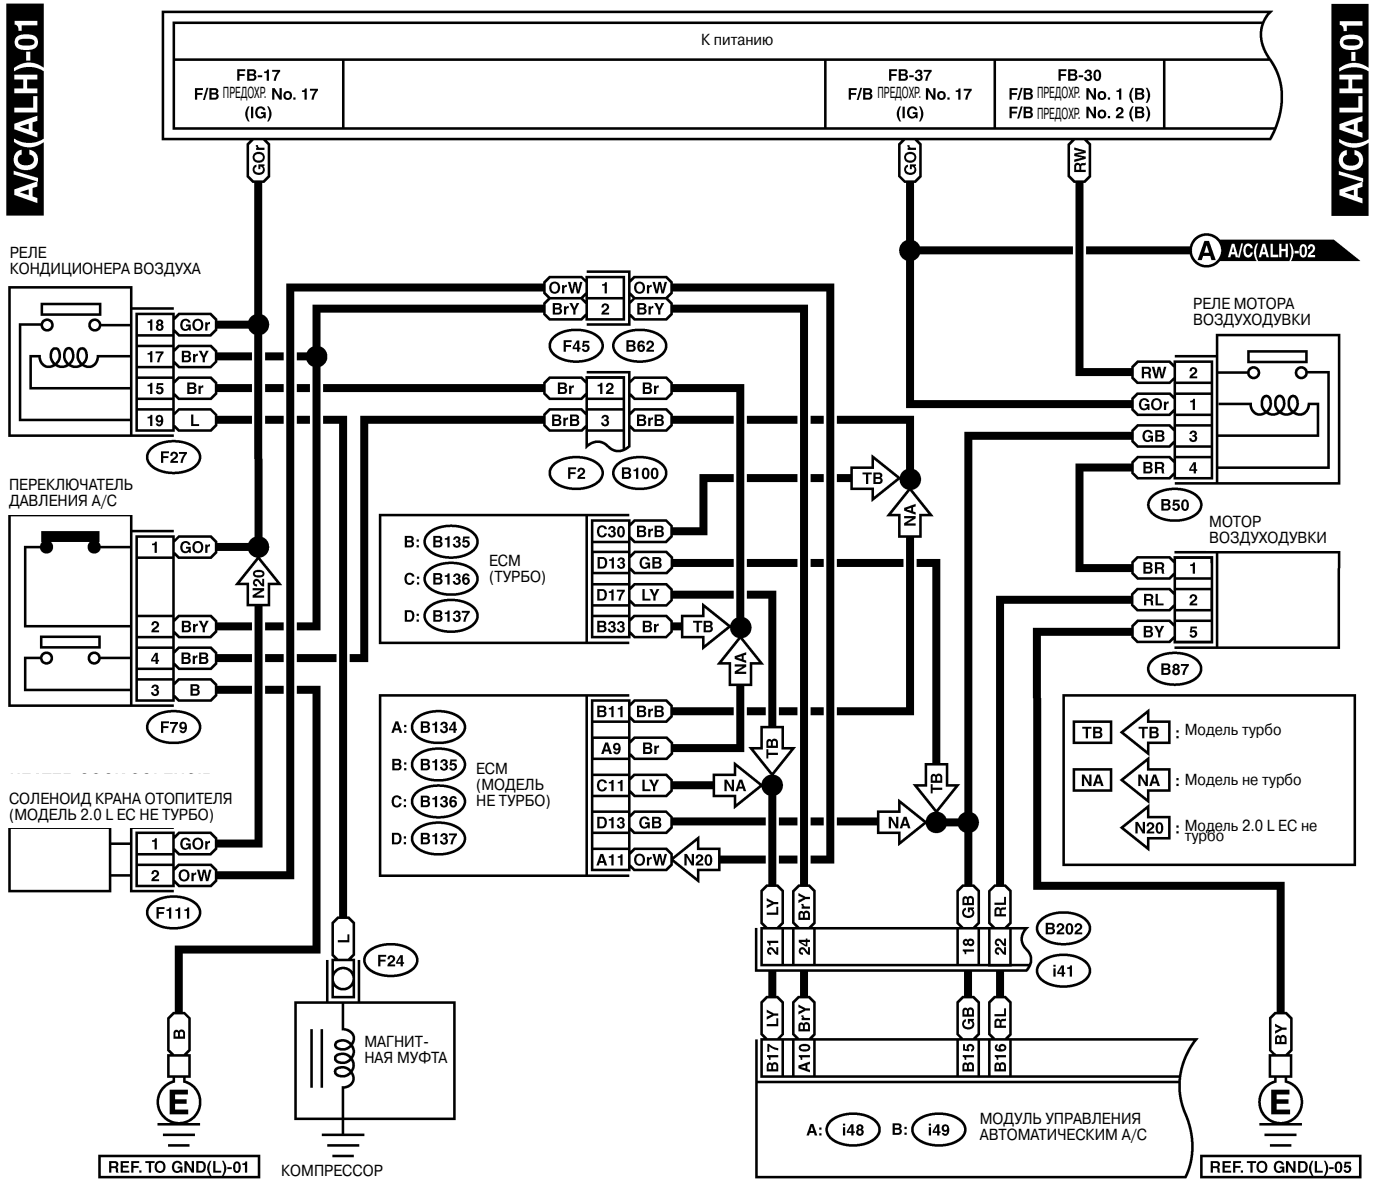 A/C(ALH)-01
A/C(ALH)-01
К питанию
FB-17
F/B ПРЕДОХР. No. 17
(IG)
FB-37
F/B ПРЕДОХР. No. 17
(IG)
FB-30
F/B ПРЕДОХР. No. 1 (B)
F/B ПРЕДОХР. No. 2 (B)
GOr
GOr
RW
A
A/C(ALH)-02
РЕЛЕ
КОНДИЦИОНЕРА ВОЗДУХА
18 GOr
17 BrY
15 Br
19 L
F27
OrW 1 OrW
BrY 2 BrY
F45 B62
Br 12 Br
BrB 3 BrB
F2 B100
РЕЛЕ МОТОРА
ВОЗДУХОДУВКИ
RW 2
GOr 1
GB 3
BR 4
B50
ПЕРЕКЛЮЧАТЕЛЬ
ДАВЛЕНИЯ A/C
1 GOr
2 BrY
4 BrB
3 B
F79
N20
B: B135
C: B136
D: B137
ECM
(ТУРБО)
C30 BrB
D13 GB
D17 LY
B33 Br
TB
NA
TB
NA
МОТОР
ВОЗДУХОДУВКИ
BR 1
RL 2
BY 5
B87
A: B134
B: B135
C: B136
D: B137
ECM
(МОДЕЛЬ
НЕ ТУРБО)
B11 BrB
A9 Br
C11 LY
D13 GB
A11 OrW
TB
NA
TB
NA
N20
TB TB : Модель турбо
NA NA : Модель не турбо
N20 : Модель 2.0 L EC не
турбо
СОЛЕНОИД КРАНА ОТОПИТЕЛЯ
(МОДЕЛЬ 2.0 L EC НЕ ТУРБО)
1 GOr
2 OrW
F111
L
F24
МАГНИТ-
НАЯ МУФТА
КОМПРЕССОР
B
E
REF. TO GND(L)-01
LY BrY GB RL
21 24 18 22
B202
i41
LY BrY GB RL
B17 A10 B15 B16
A: i48 B: i49
МОДУЛЬ УПРАВЛЕНИЯ
АВТОМАТИЧЕСКИМ A/C
BY
E
REF. TO GND(L)-05